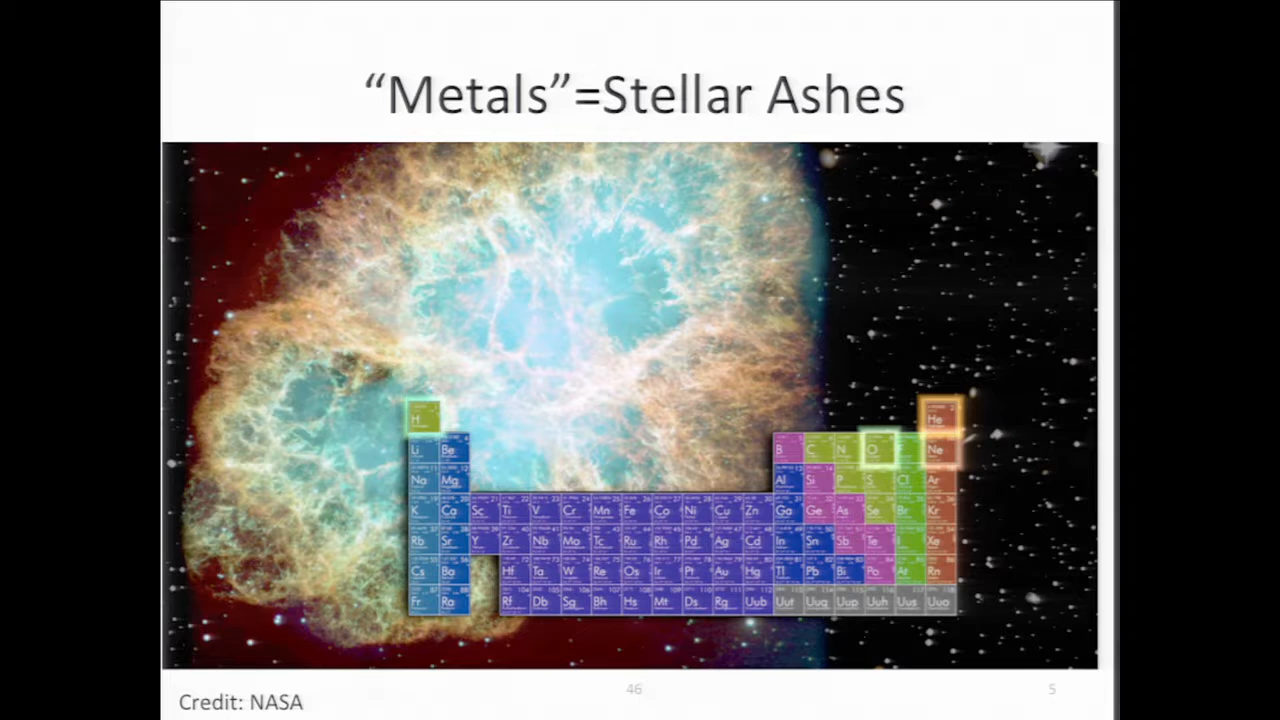 “Metals”=Stellar Ashes
H He
Li Be B C N O Ne
Na Mg Al Si P S Cl Ar
K Ca Sc Ti V Cr Mn Fe Co Ni Cu Zn Ga Ge As Se Br Kr
Rb Sr Y Zr Nb Mo Tc Ru Rh Pd Ag Cd In Sn Sb Te I Xe
Cs Ba Hf Ta W Re Os Ir Pt Au Hg Tl Pb Bi Po At Rn
Fr Ra Rf Db Sg Bh Hs Mt Ds Rg Uub Uut Uuq Uup Uuh Uus Uuo
46
5
Credit: NASA